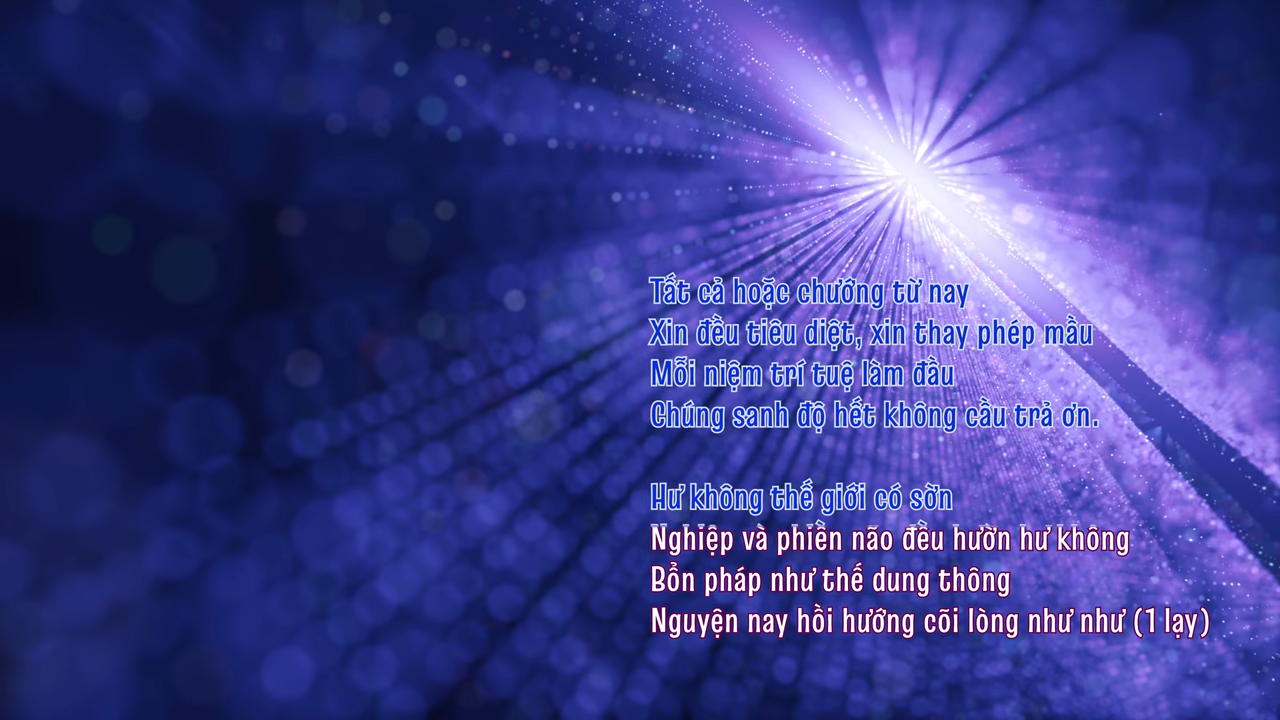 Tất cả hoặc chướng từ nay
Xin đều tiêu diệt, xin thay phép mầu
Mỗi niệm trí tuệ làm đầu
Chúng sanh độ hết không cầu trả ơn.
Hư không thế giới có sờn
Nghiệp và phiền não đều hườn hư không
Bổn pháp như thế dung thông
Nguyện nay hồi hướng cõi lòng như như (1 lạy)